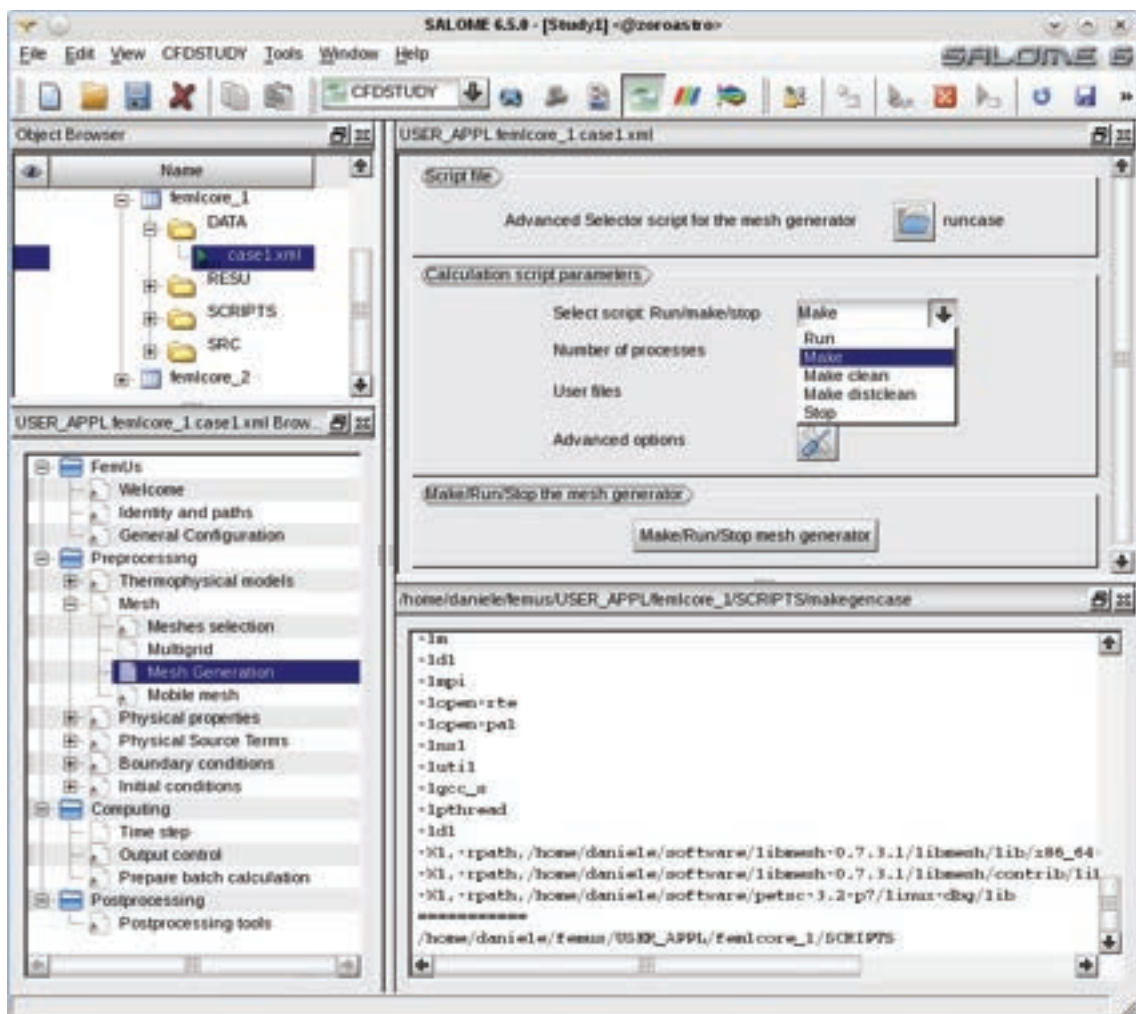 SALOME 6.5.0 - [Study1] <@zoroastro>
File Edit View CFDSTUDY Tools Window Help
SALOME 6
CFDSTUDY
Object Browser
Name
femlcore_1
DATA
case1.xml
RESU
SCRIPTS
SRC
femlcore_2
USER_APPL.femlcore_1.case1.xml Brow...
FemUs
Welcome
Identity and paths
General Configuration
Preprocessing
Thermophysical models
Mesh
Meshes selection
Multigrid
Mesh Generation
Mobile mesh
Physical properties
Physical Source Terms
Boundary conditions
Initial conditions
Computing
Time step
Output control
Prepare batch calculation
Postprocessing
Postprocessing tools
USER_APPL.femlcore_1.case1.xml
Script file
Advanced Selector script for the mesh generator runcase
Calculation script parameters
Select script: Run/make/stop Make
Run
Make
Make clean
Make distclean
Stop
Number of processes
User files
Advanced options
Make/Run/Stop the mesh generator
Make/Run/Stop mesh generator
/home/daniele/femus/USER_APPL/femlcore_1/SCRIPTS/makegencase
-lm
-ldl
-lmpi
-lopen-rte
-lopen-pal
-lnsl
-lutil
-lgcc_s
-lpthread
-ldl
-Wl,-rpath,/home/daniele/software/libmesh-0.7.3.1/libmesh/lib/x86_64-
-Wl,-rpath,/home/daniele/software/libmesh-0.7.3.1/libmesh/contrib/lib
-Wl,-rpath,/home/daniele/software/petsc-3.2-p7/linux-dbg/lib
===========
/home/daniele/femus/USER_APPL/femlcore_1/SCRIPTS